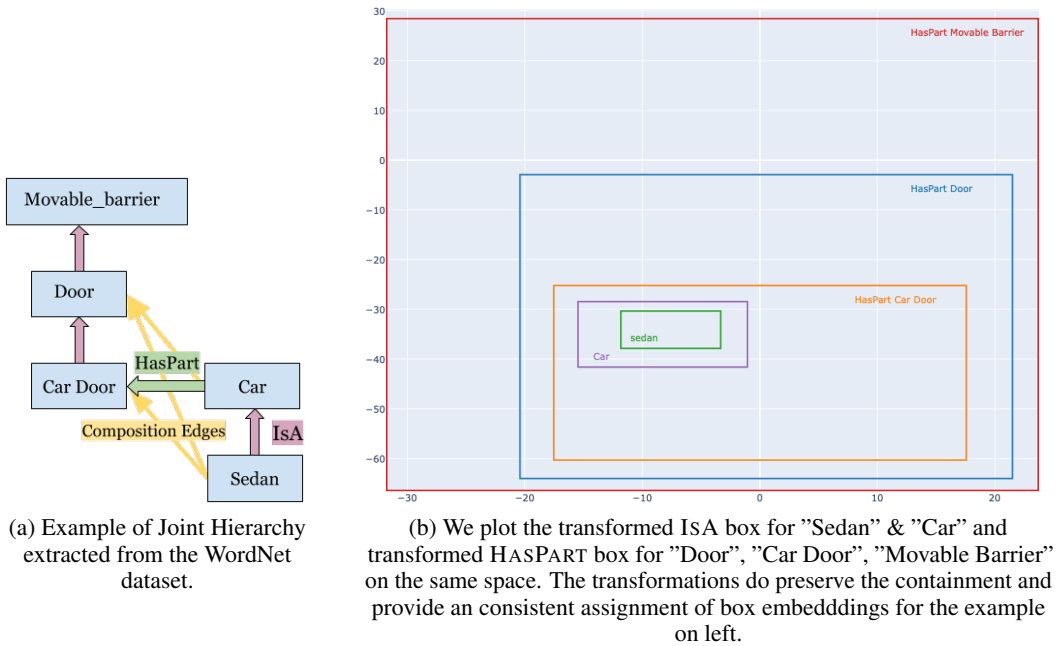 Movable_barrier
Door
HasPart
Car Door
Car
Composition Edges
IsA
Sedan
(a) Example of Joint Hierarchy
extracted from the WordNet
dataset.
30
20
10
0
−10
−20
−30
−40
−50
−60
−30
−20
−10
0
10
20
HasPart Movable Barrier
HasPart Door
HasPart Car Door
sedan
Car
(b) We plot the transformed ISA box for ”Sedan” & ”Car” and
transformed HASPART box for ”Door”, ”Car Door”, ”Movable Barrier”
on the same space. The transformations do preserve the containment and
provide an consistent assignment of box embedddings for the example
on left.